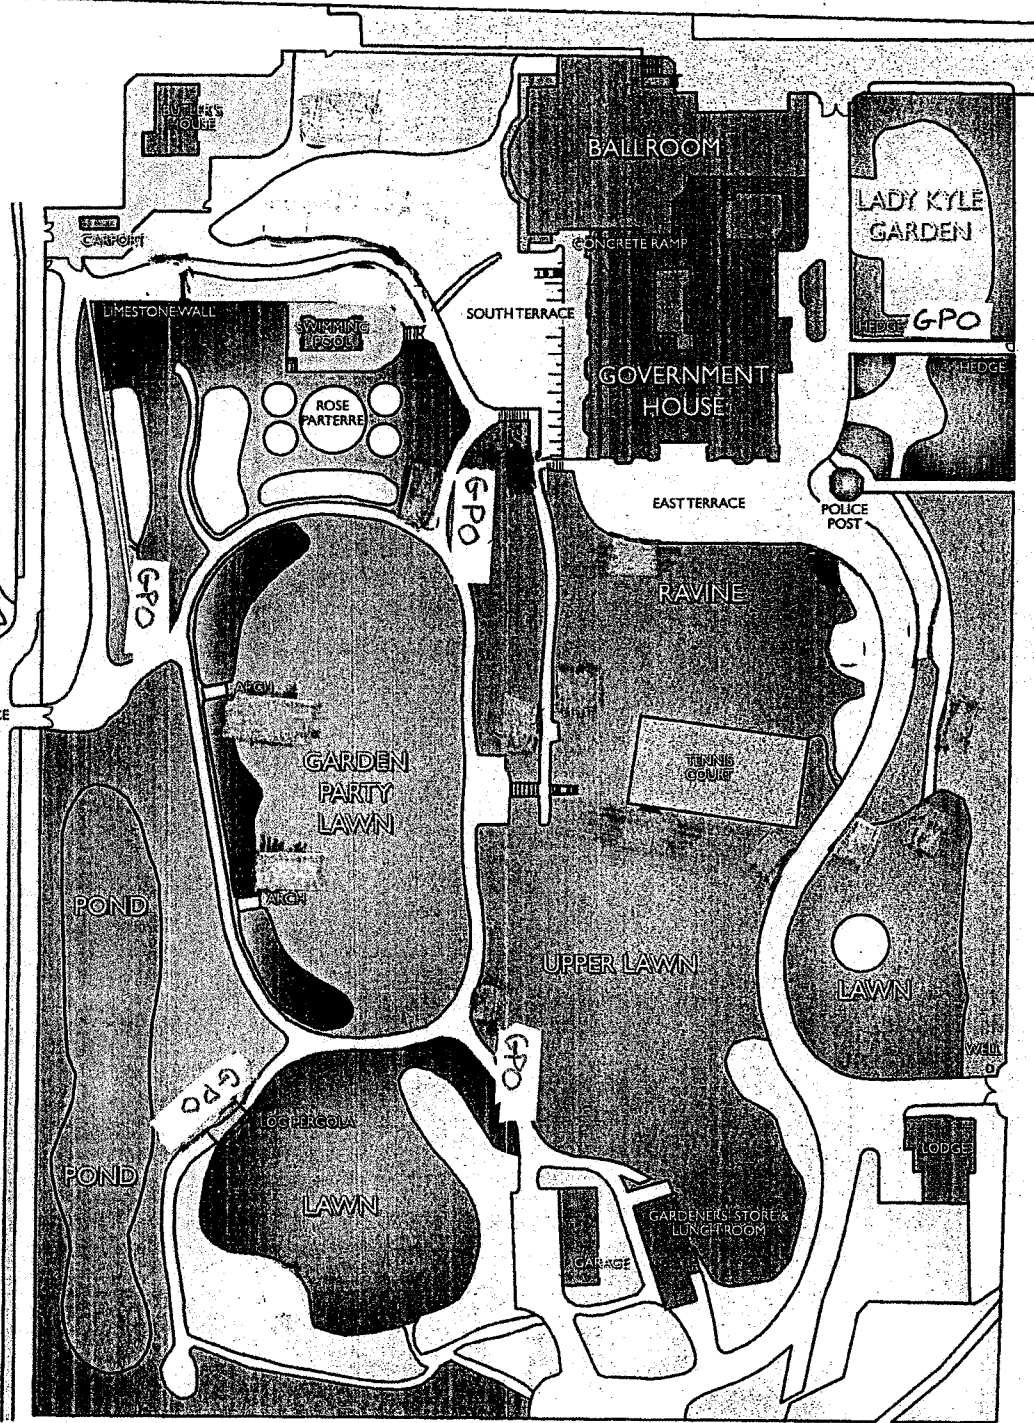 BALLROOM
LADY KYLE
GARDEN
CARPORT
CONCRETE RAMP
LIMESTONE WALL
SOUTH TERRACE
SWIMMING
POOL
HEDGE
GPO
HEDGE
GOVERNMENT
HOUSE
ROSE
PARTERRE
GPO
EAST TERRACE
POLICE
POST
GPO
RAVINE
ARCH
GARDEN
PARTY
LAWN
TENNIS
COURT
ARCH
POND
UPPER LAWN
LAWN
WELL
GPO
GPO
LOG PERGOLA
LODGE
POND
LAWN
GARDENERS STORE &
LUNCH ROOM
GARAGE